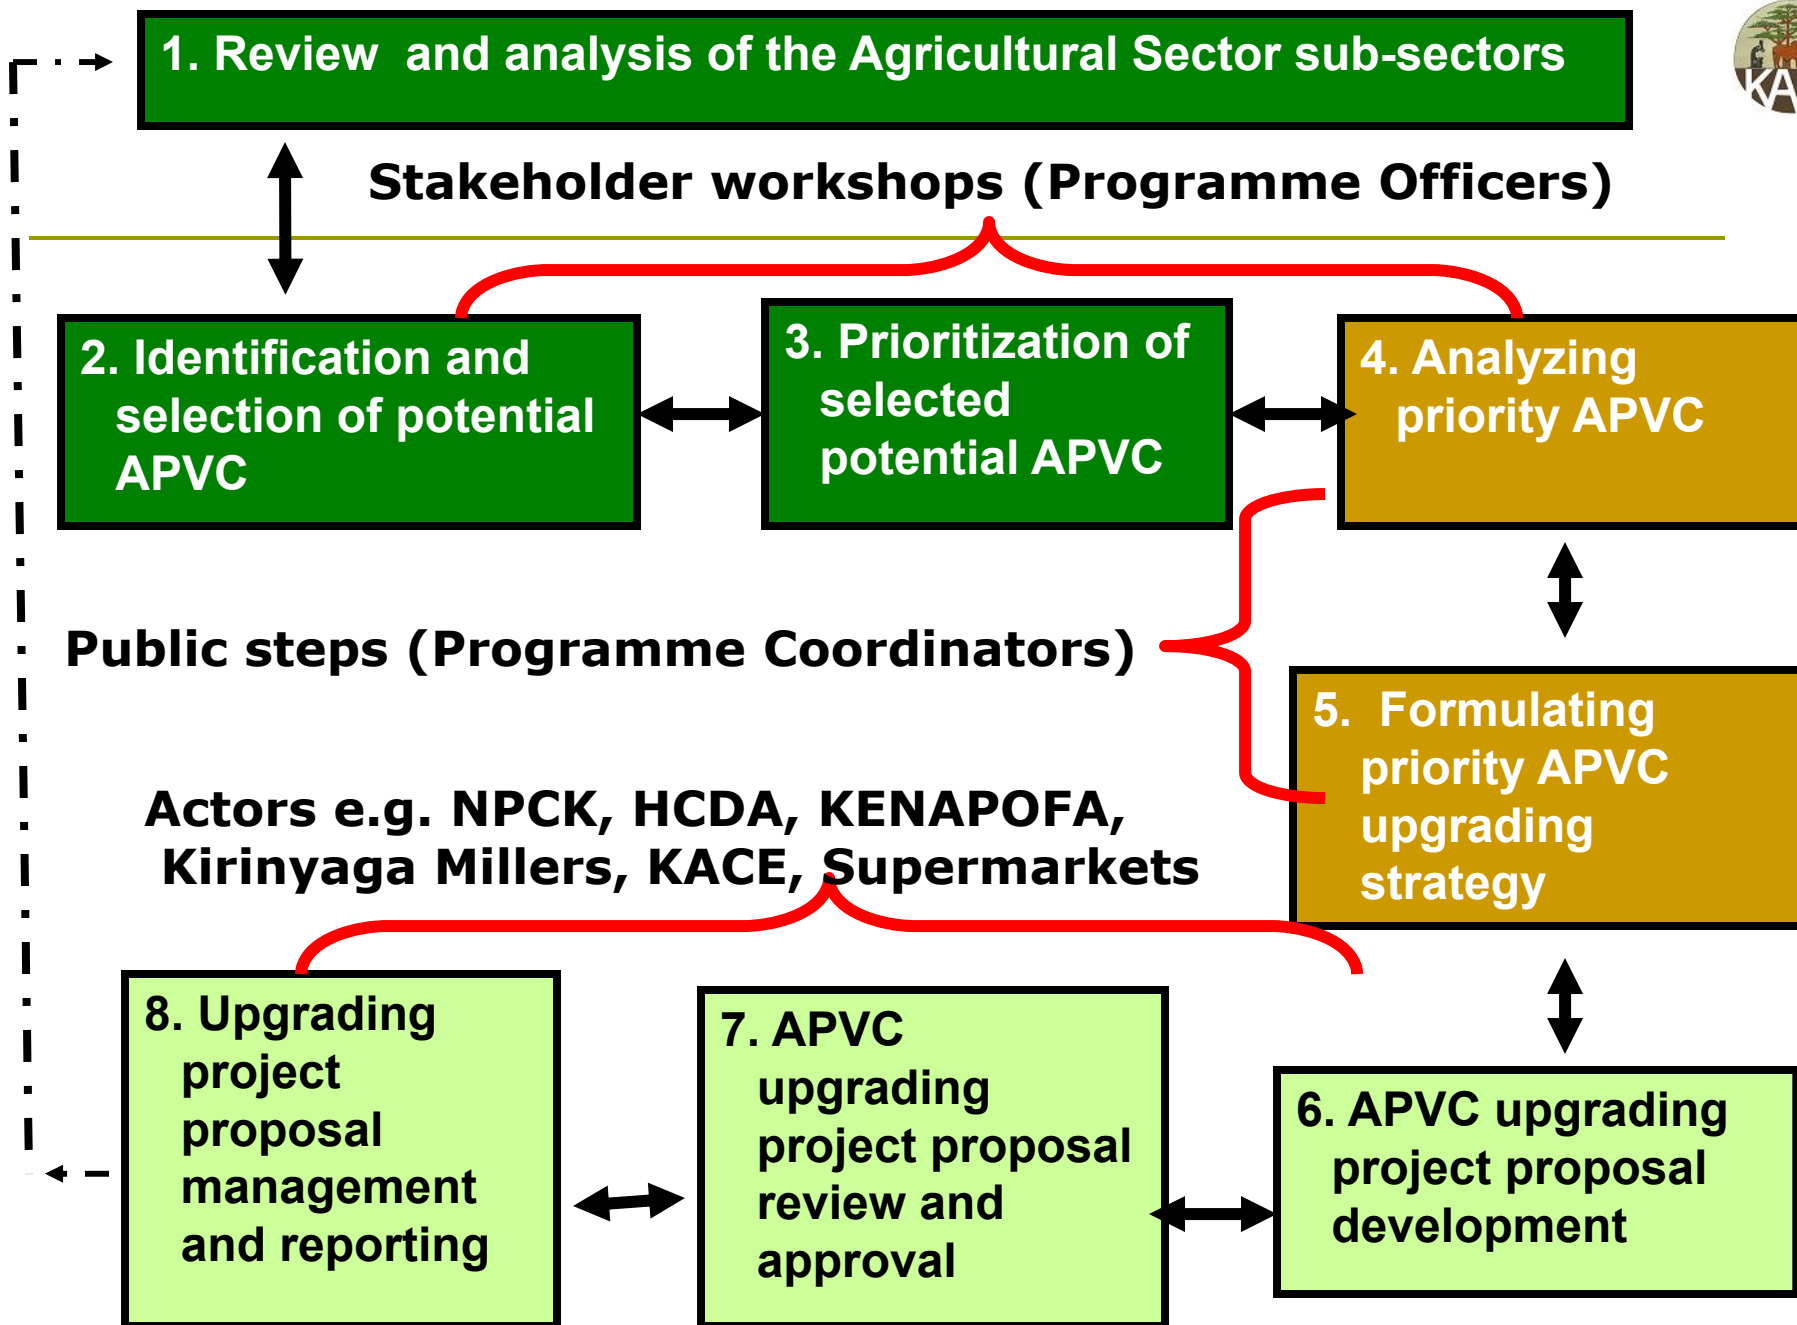 1. Review and analysis of the Agricultural Sector sub-sectors
KA
Stakeholder workshops (Programme Officers)
2. Identification and
selection of potential
APVC
3. Prioritization of
selected
potential APVC
4. Analyzing
priority APVC
Public steps (Programme Coordinators)
5. Formulating
priority APVC
upgrading
strategy
Actors e.g. NPCK, HCDA, KENAPOFA,
Kirinyaga Millers, KACE, Supermarkets
8. Upgrading
project
proposal
management
and reporting
7. APVC
upgrading
project proposal
review and
approval
6. APVC upgrading
project proposal
development